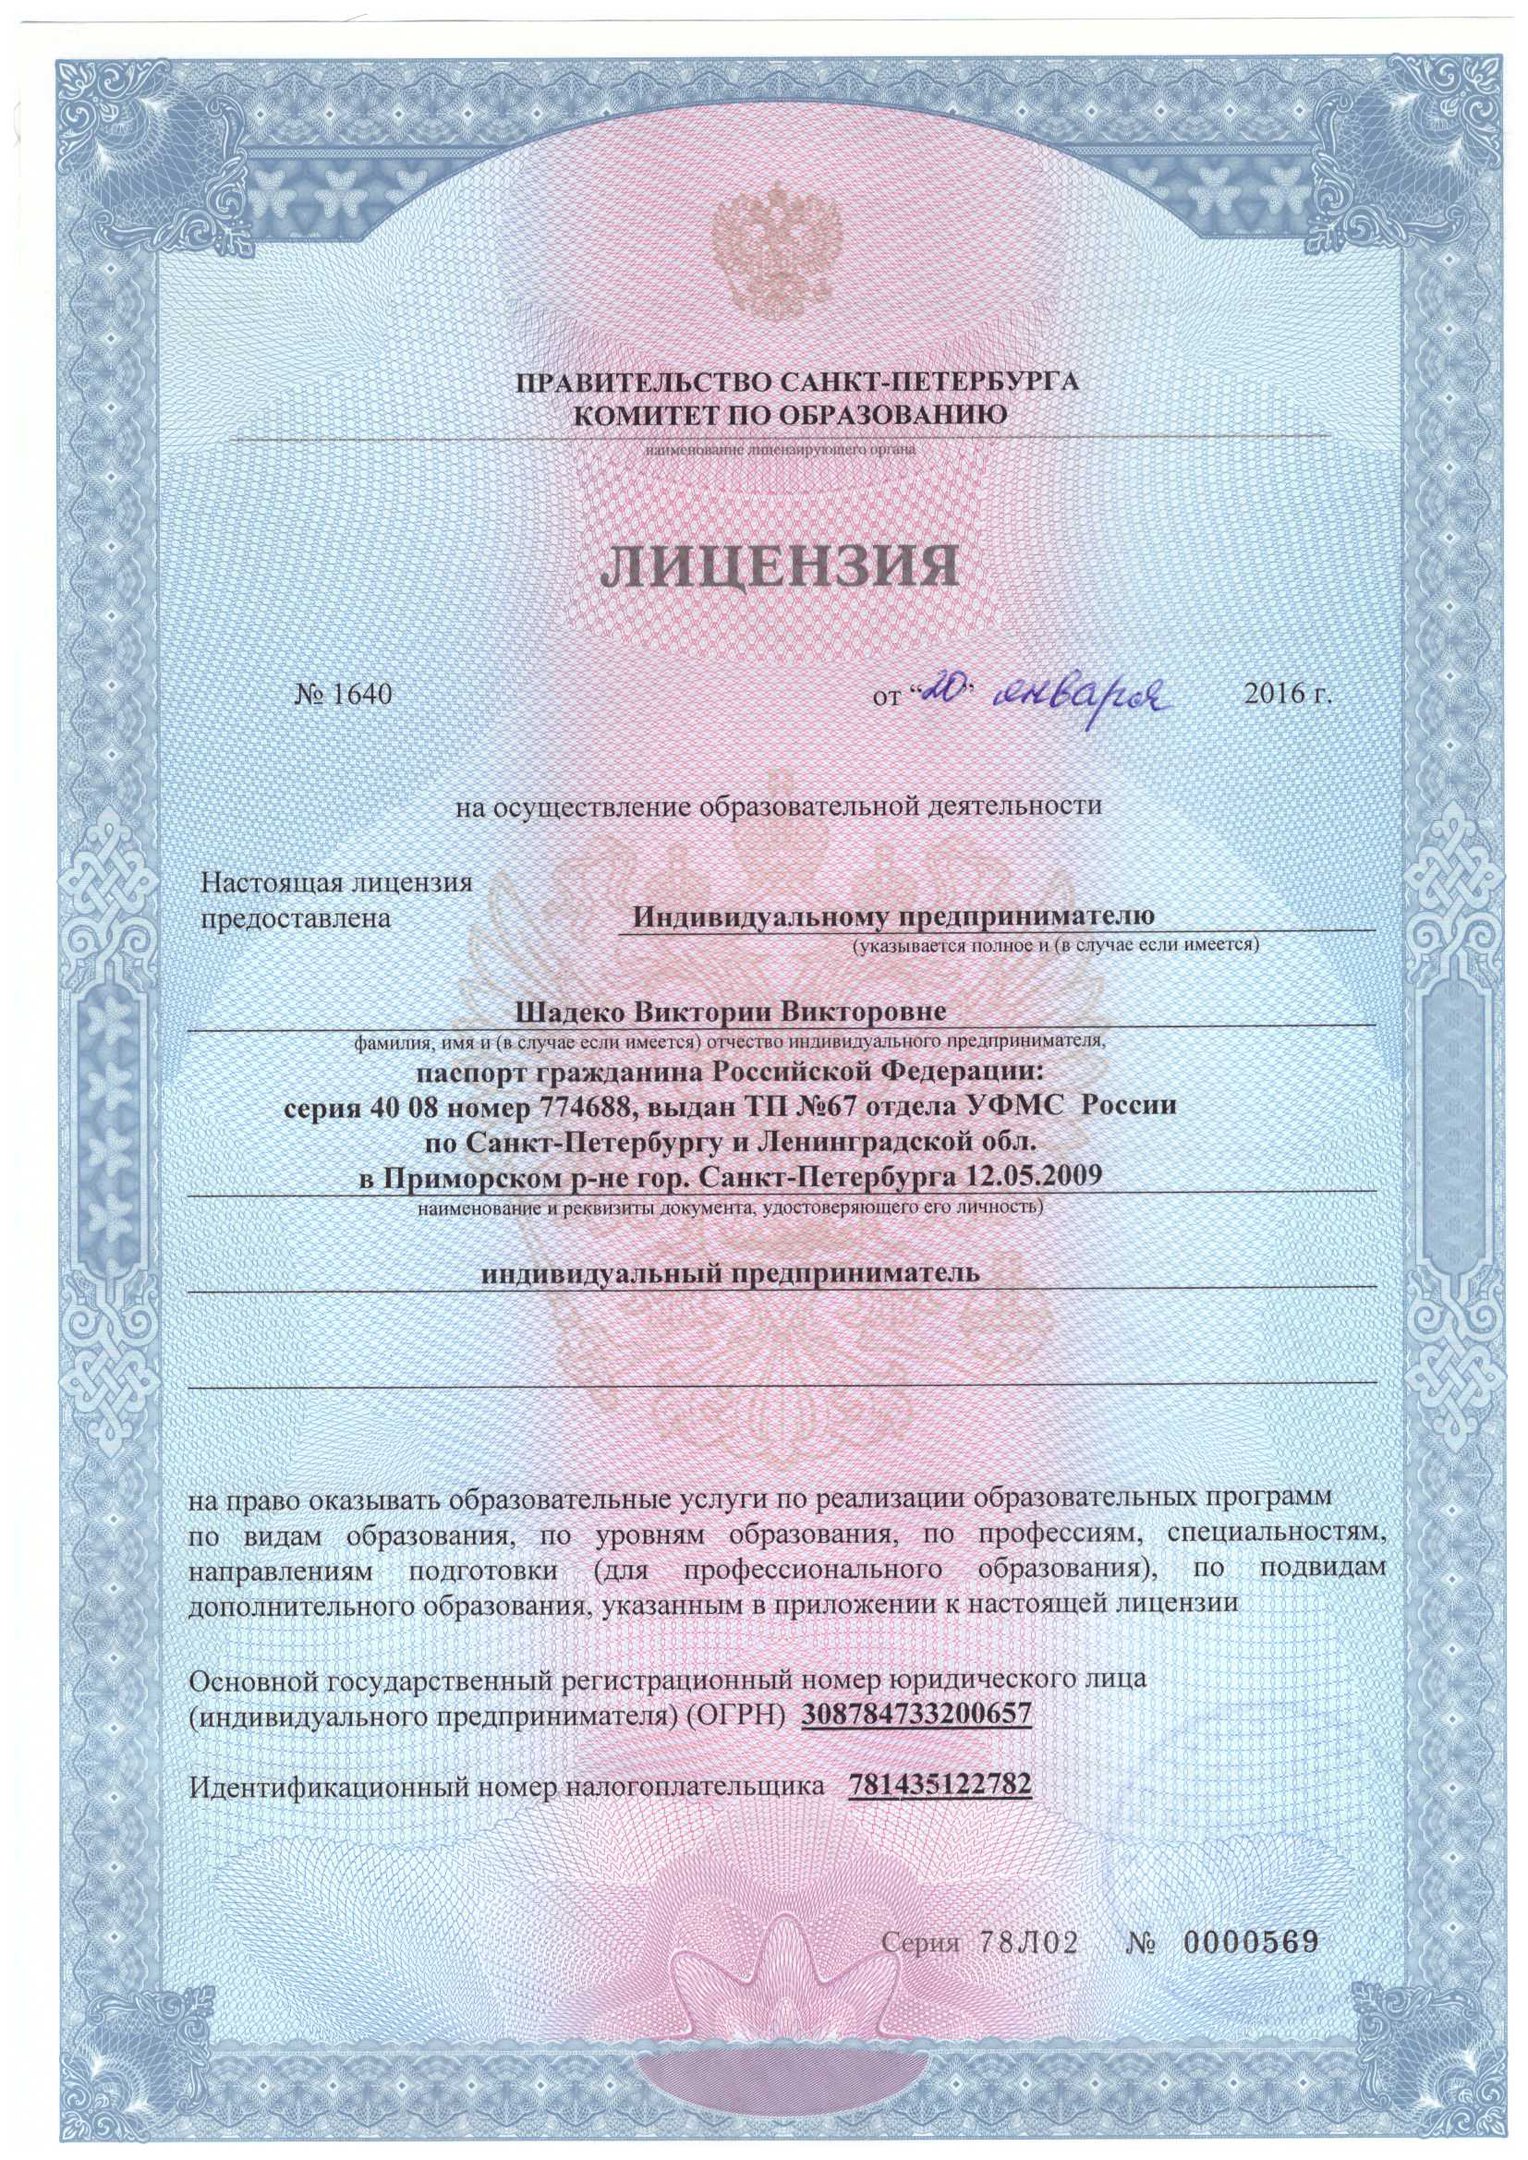 ПРАВИТЕЛЬСТВО САНКТ-ПЕТЕРБУРГА
КОМИТЕТ ПО ОБРАЗОВАНИЮ
наименование лицензирующего органа
ЛИЦЕНЗИЯ
№ 1640 от “20” января 2016 г.
на осуществление образовательной деятельности
Настоящая лицензия
предоставлена Индивидуальному предпринимателю
(указывается полное и (в случае если имеется)
Шадеко Виктории Викторовне
фамилия, имя и (в случае если имеется) отчество индивидуального предпринимателя,
паспорт гражданина Российской Федерации:
серия 40 08 номер 774688, выдан ТП №67 отдела УФМС России
по Санкт-Петербургу и Ленинградской обл.
в Приморском р-не гор. Санкт-Петербурга 12.05.2009
наименование и реквизиты документа, удостоверяющего его личность)
индивидуальный предприниматель
на право оказывать образовательные услуги по реализации образовательных программ
по видам образования, по уровням образования, по профессиям, специальностям,
направлениям подготовки (для профессионального образования), по подвидам
дополнительного образования, указанным в приложении к настоящей лицензии
Основной государственный регистрационный номер юридического лица
(индивидуального предпринимателя) (ОГРН) 308784733200657
Идентификационный номер налогоплательщика 781435122782
Серия 78Л02 № 0000569